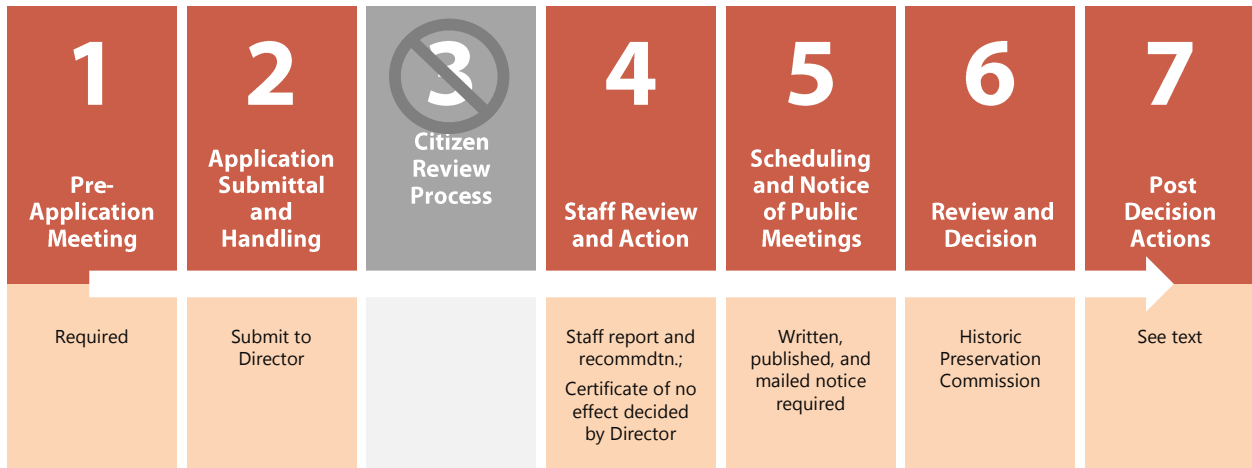 1
Pre-
Application
Meeting
Required
2
Application
Submittal
and
Handling
Submit to
Director
3
Citizen
Review
Process
4
Staff Review
and Action
Staff report and
recommdtn.;
Certificate of no
effect decided
by Director
5
Scheduling
and Notice
of Public
Meetings
Written,
published, and
mailed notice
required
6
Review and
Decision
Historic
Preservation
Commission
7
Post
Decision
Actions
See text